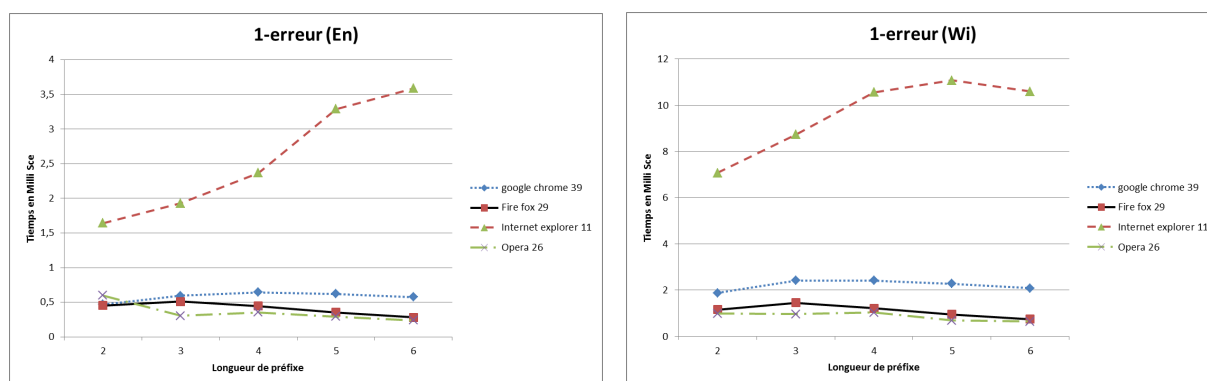 1-erreur (En)
4
3,5
3
2,5
2
1,5
1
0,5
0
Tiemps en Milli Sce
2 3 4 5 6
Longueur de préfixe
google chrome 39
Fire fox 29
Internet explorer 11
Opera 26
1-erreur (Wi)
12
10
8
6
4
2
0
Tiemps en Milli Sce
2 3 4 5 6
Longueur de préfixe
google chrome 39
Fire fox 29
Internet explorer 11
Opera 26